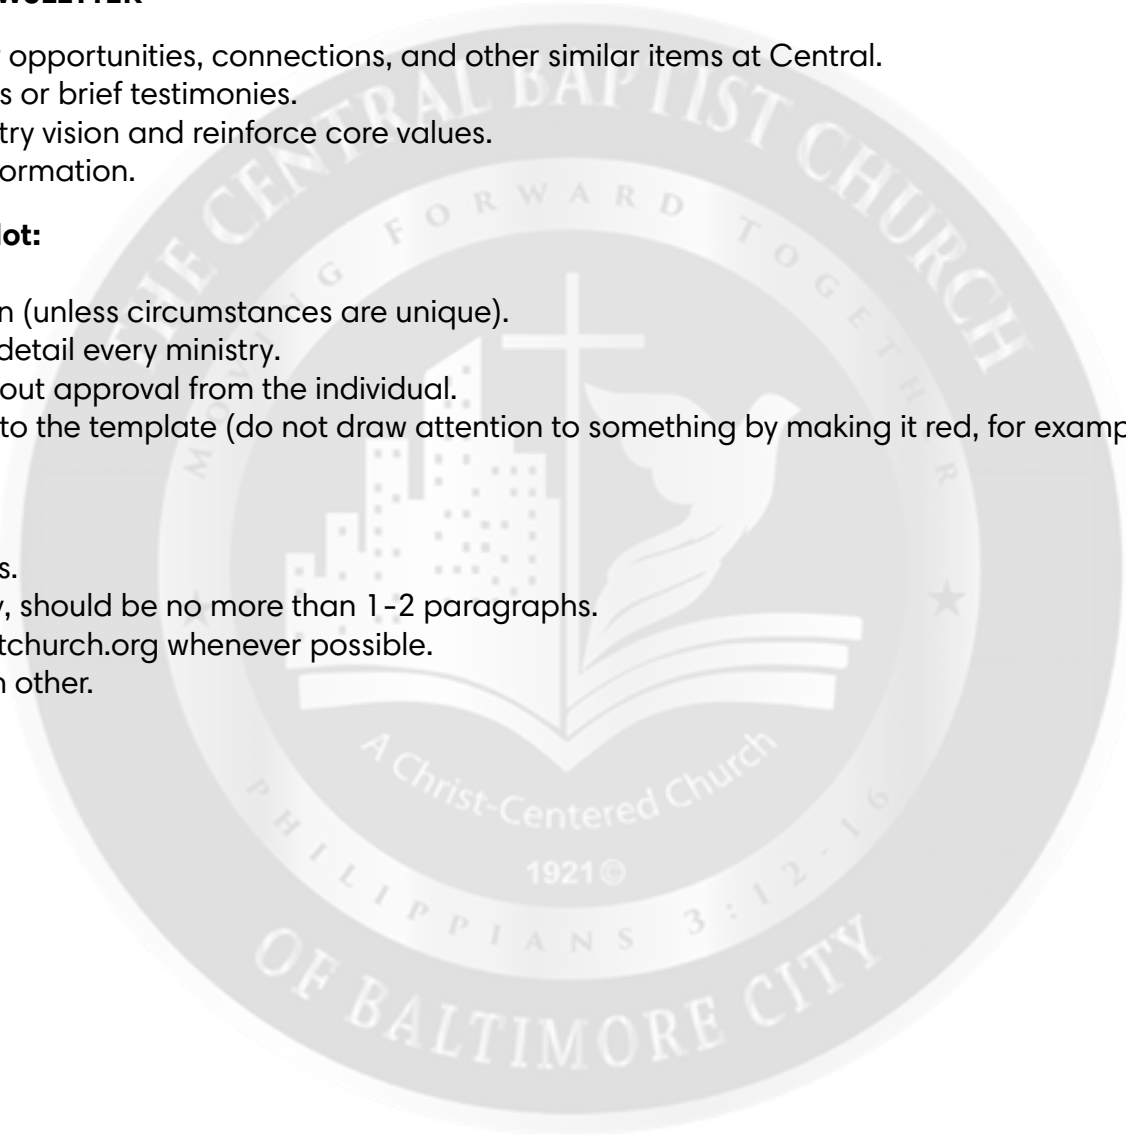 WSLETTER
opportunities, connections, and other similar items at Central.
s or brief testimonies.
try vision and reinforce core values.
ormation.
lot:
n (unless circumstances are unique).
detail every ministry.
out approval from the individual.
to the template (do not draw attention to something by making it red, for examp
s.
y, should be no more than 1-2 paragraphs.
tchurch.org whenever possible.
n other.
THE CENTRAL BAPTIST CHURCH
MOVING FORWARD TOGETHER
A Christ-Centered Church
1921©
PHILIPPIANS 3:12-16
OF BALTIMORE CITY